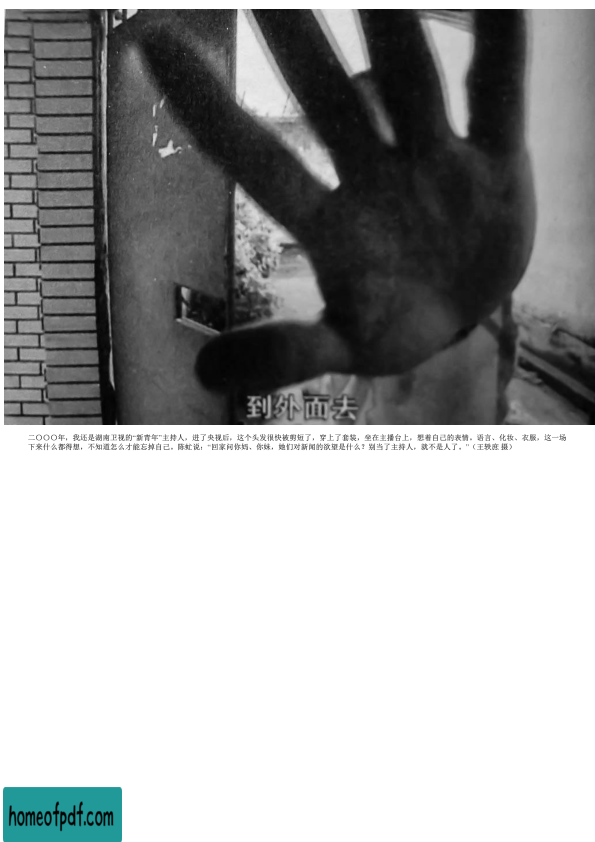 到外面去
二〇〇〇年，我还是湖南卫视的“新青年”主持人，进了央视后，这个头发很快被剪短了，穿上了套装，坐在主播台上，想着自己的表情、语言、化妆、衣服，这一场
下来什么都得想，不知道怎么才能忘掉自己。陈虻说：“回家问你妈、你妹，她们对新闻的欲望是什么？别当了主持人，就不是人了。”（王轶庶 摄）
homeofpdf.com